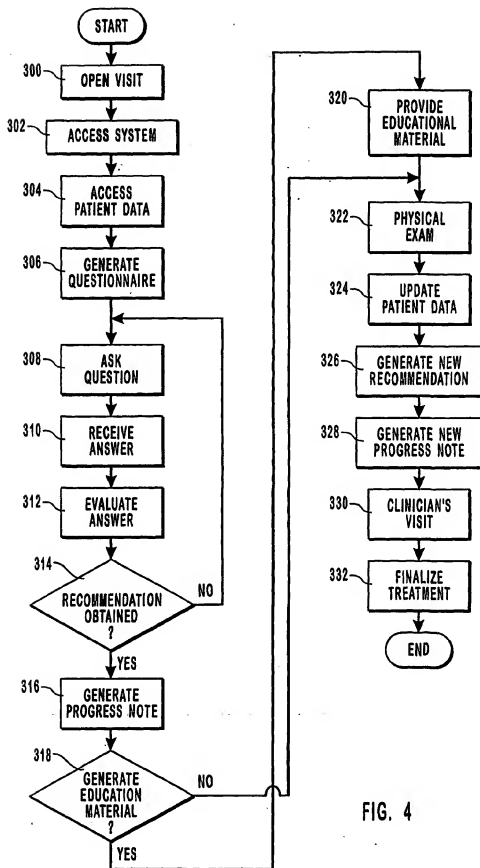 START
300
OPEN VISIT
302
ACCESS SYSTEM
304
ACCESS
PATIENT DATA
306
GENERATE
QUESTIONNAIRE
308
ASK
QUESTION
310
RECEIVE
ANSWER
312
EVALUATE
ANSWER
314
RECOMMENDATION
OBTAINED
?
NO
YES
316
GENERATE
PROGRESS NOTE
318
GENERATE
EDUCATION
MATERIAL
?
NO
YES
320
PROVIDE
EDUCATIONAL
MATERIAL
322
PHYSICAL
EXAM
324
UPDATE
PATIENT DATA
326
GENERATE NEW
RECOMMENDATION
328
GENERATE NEW
PROGRESS NOTE
330
CLINICIAN'S
VISIT
332
FINALIZE
TREATMENT
END
FIG. 4